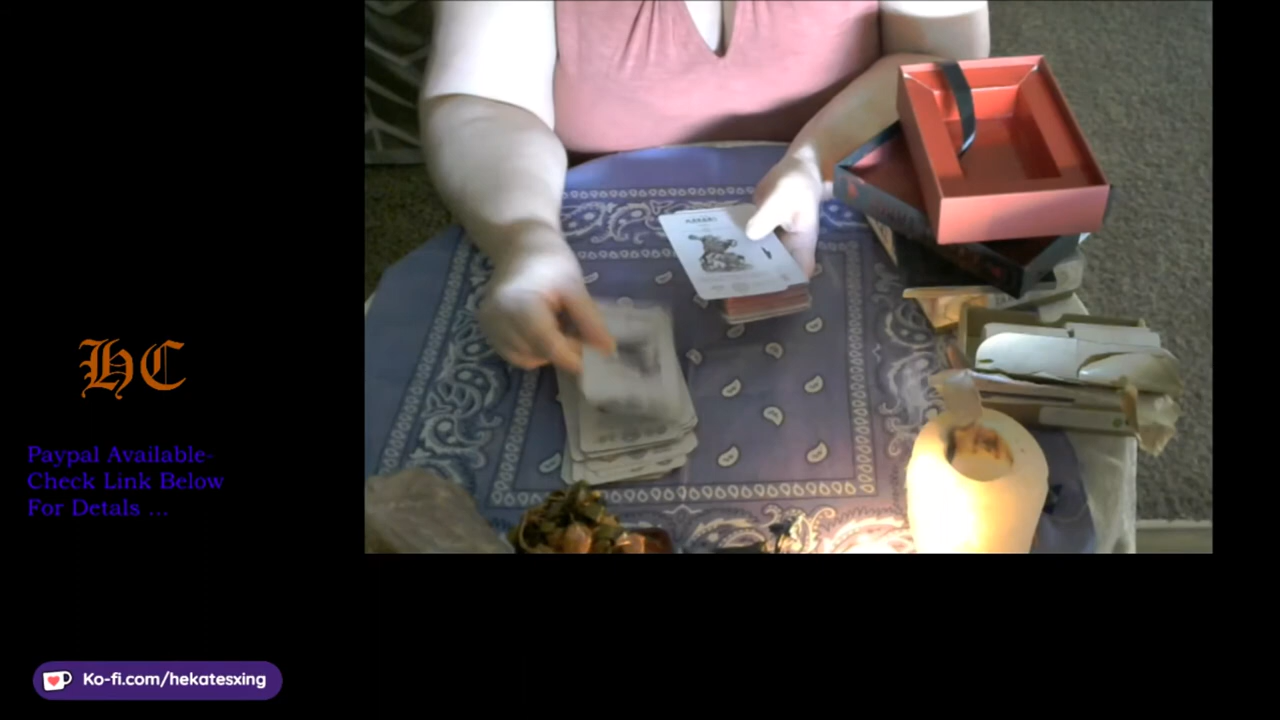 HC
Paypal Available-
Check Link Below
For Detals ...
Ko-fi.com/hekatesxing